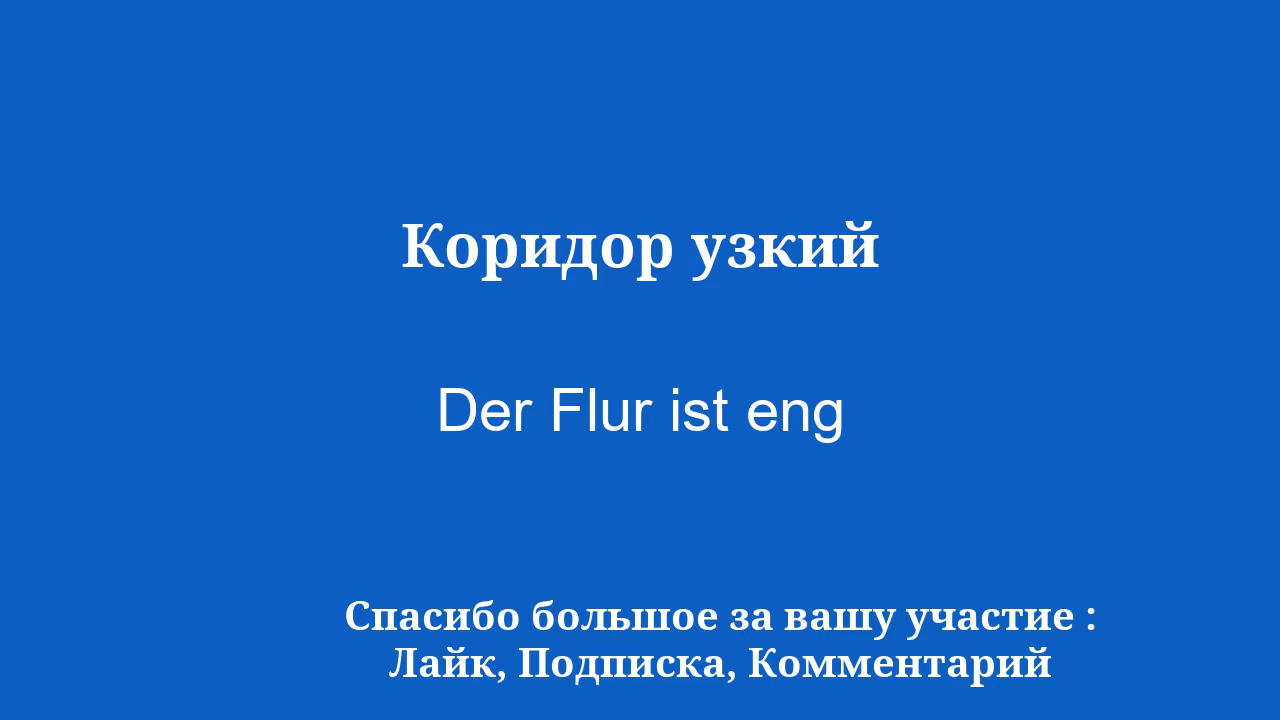 Коридор узкий
Der Flur ist eng
Спасибо большое за вашу участие :
Лайк, Подписка, Комментарий